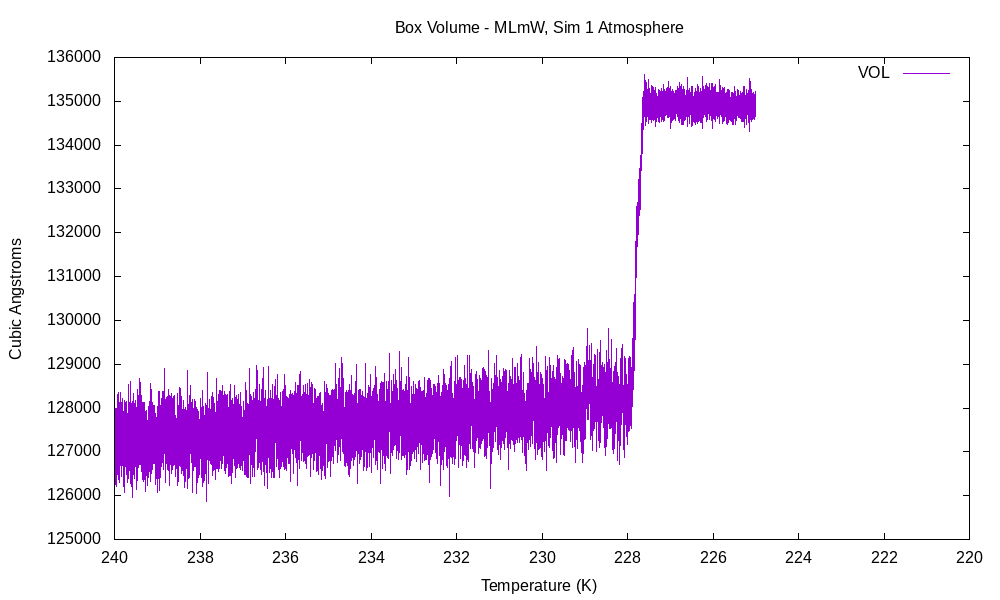 Box Volume - MLmW, Sim 1 Atmosphere
VOL
136000
135000
134000
133000
132000
131000
130000
129000
128000
127000
126000
125000
Cubic Angstroms
240 238 236 234 232 230 228 226 224 222 220
Temperature (K)